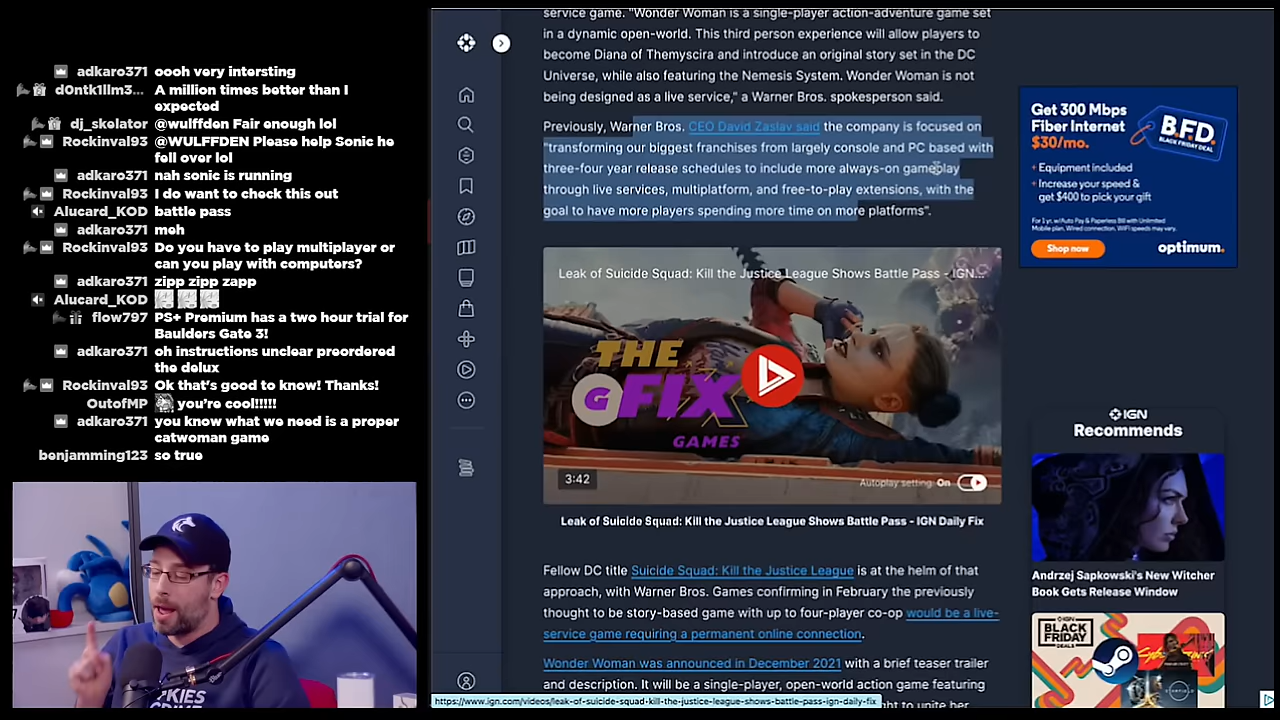 adkaro371 oooh very intersting
d0ntk1llm3... A million times better than I
expected
dj_skelator @wulffden Fair enough lol
Rockinval93 @WULFFDEN Please help Sonic he
fell over lol
adkaro371 nah sonic is running
Rockinval93 I do want to check this out
Alucard_KOD battle pass
adkaro371 meh
Rockinval93 Do you have to play multiplayer or
can you play with computers?
adkaro371 zipp zipp zapp
Alucard_KOD
flow797 PS+ Premium has a two hour trial for
Baulders Gate 3!
adkaro371 oh instructions unclear preordered
the delux
Rockinval93 Ok that's good to know! Thanks!
OutofMP you're cool!!!!!
adkaro371 you know what we need is a proper
catwoman game
benjamming123 so true
service game. "Wonder Woman is a single-player action-adventure game set
in a dynamic open-world. This third person experience will allow players to
become Diana of Themyscira and introduce an original story set in the DC
Universe, while also featuring the Nemesis System. Wonder Woman is not
being designed as a live service," a Warner Bros. spokesperson said.
Previously, Warner Bros. CEO David Zaslav said the company is focused on
"transforming our biggest franchises from largely console and PC based with
three-four year release schedules to include more always-on gameplay
through live services, multiplatform, and free-to-play extensions, with the
goal to have more players spending more time on more platforms".
Leak of Suicide Squad: Kill the Justice League Shows Battle Pass - IGN...
THE
G FIX
GAMES
3:42
Autoplay setting: On
Leak of Suicide Squad: Kill the Justice League Shows Battle Pass - IGN Daily Fix
Fellow DC title Suicide Squad: Kill the Justice League is at the helm of that
approach, with Warner Bros. Games confirming in February the previously
thought to be story-based game with up to four-player co-op would be a live-
service game requiring a permanent online connection.
Wonder Woman was announced in December 2021 with a brief teaser trailer
and description. It will be a single-player, open-world action game featuring
https://www.ign.com/videos/leak-of-suicide-squad-kill-the-justice-league-shows-battle-pass-ign-daily-fix
Get 300 Mbps
Fiber Internet
$30/mo.
B.F.D.
BLACK FRIDAY DEAL
+ Equipment included
+ Increase your speed &
get $400 to pick your gift
For 1 yr. w/Auto Pay & Paperless Bill with Unlimited
Shop now
optimum.
IGN
Recommends
Andrzej Sapkowski's New Witcher
Book Gets Release Window
IGN
BLACK
FRIDAY
DEALS